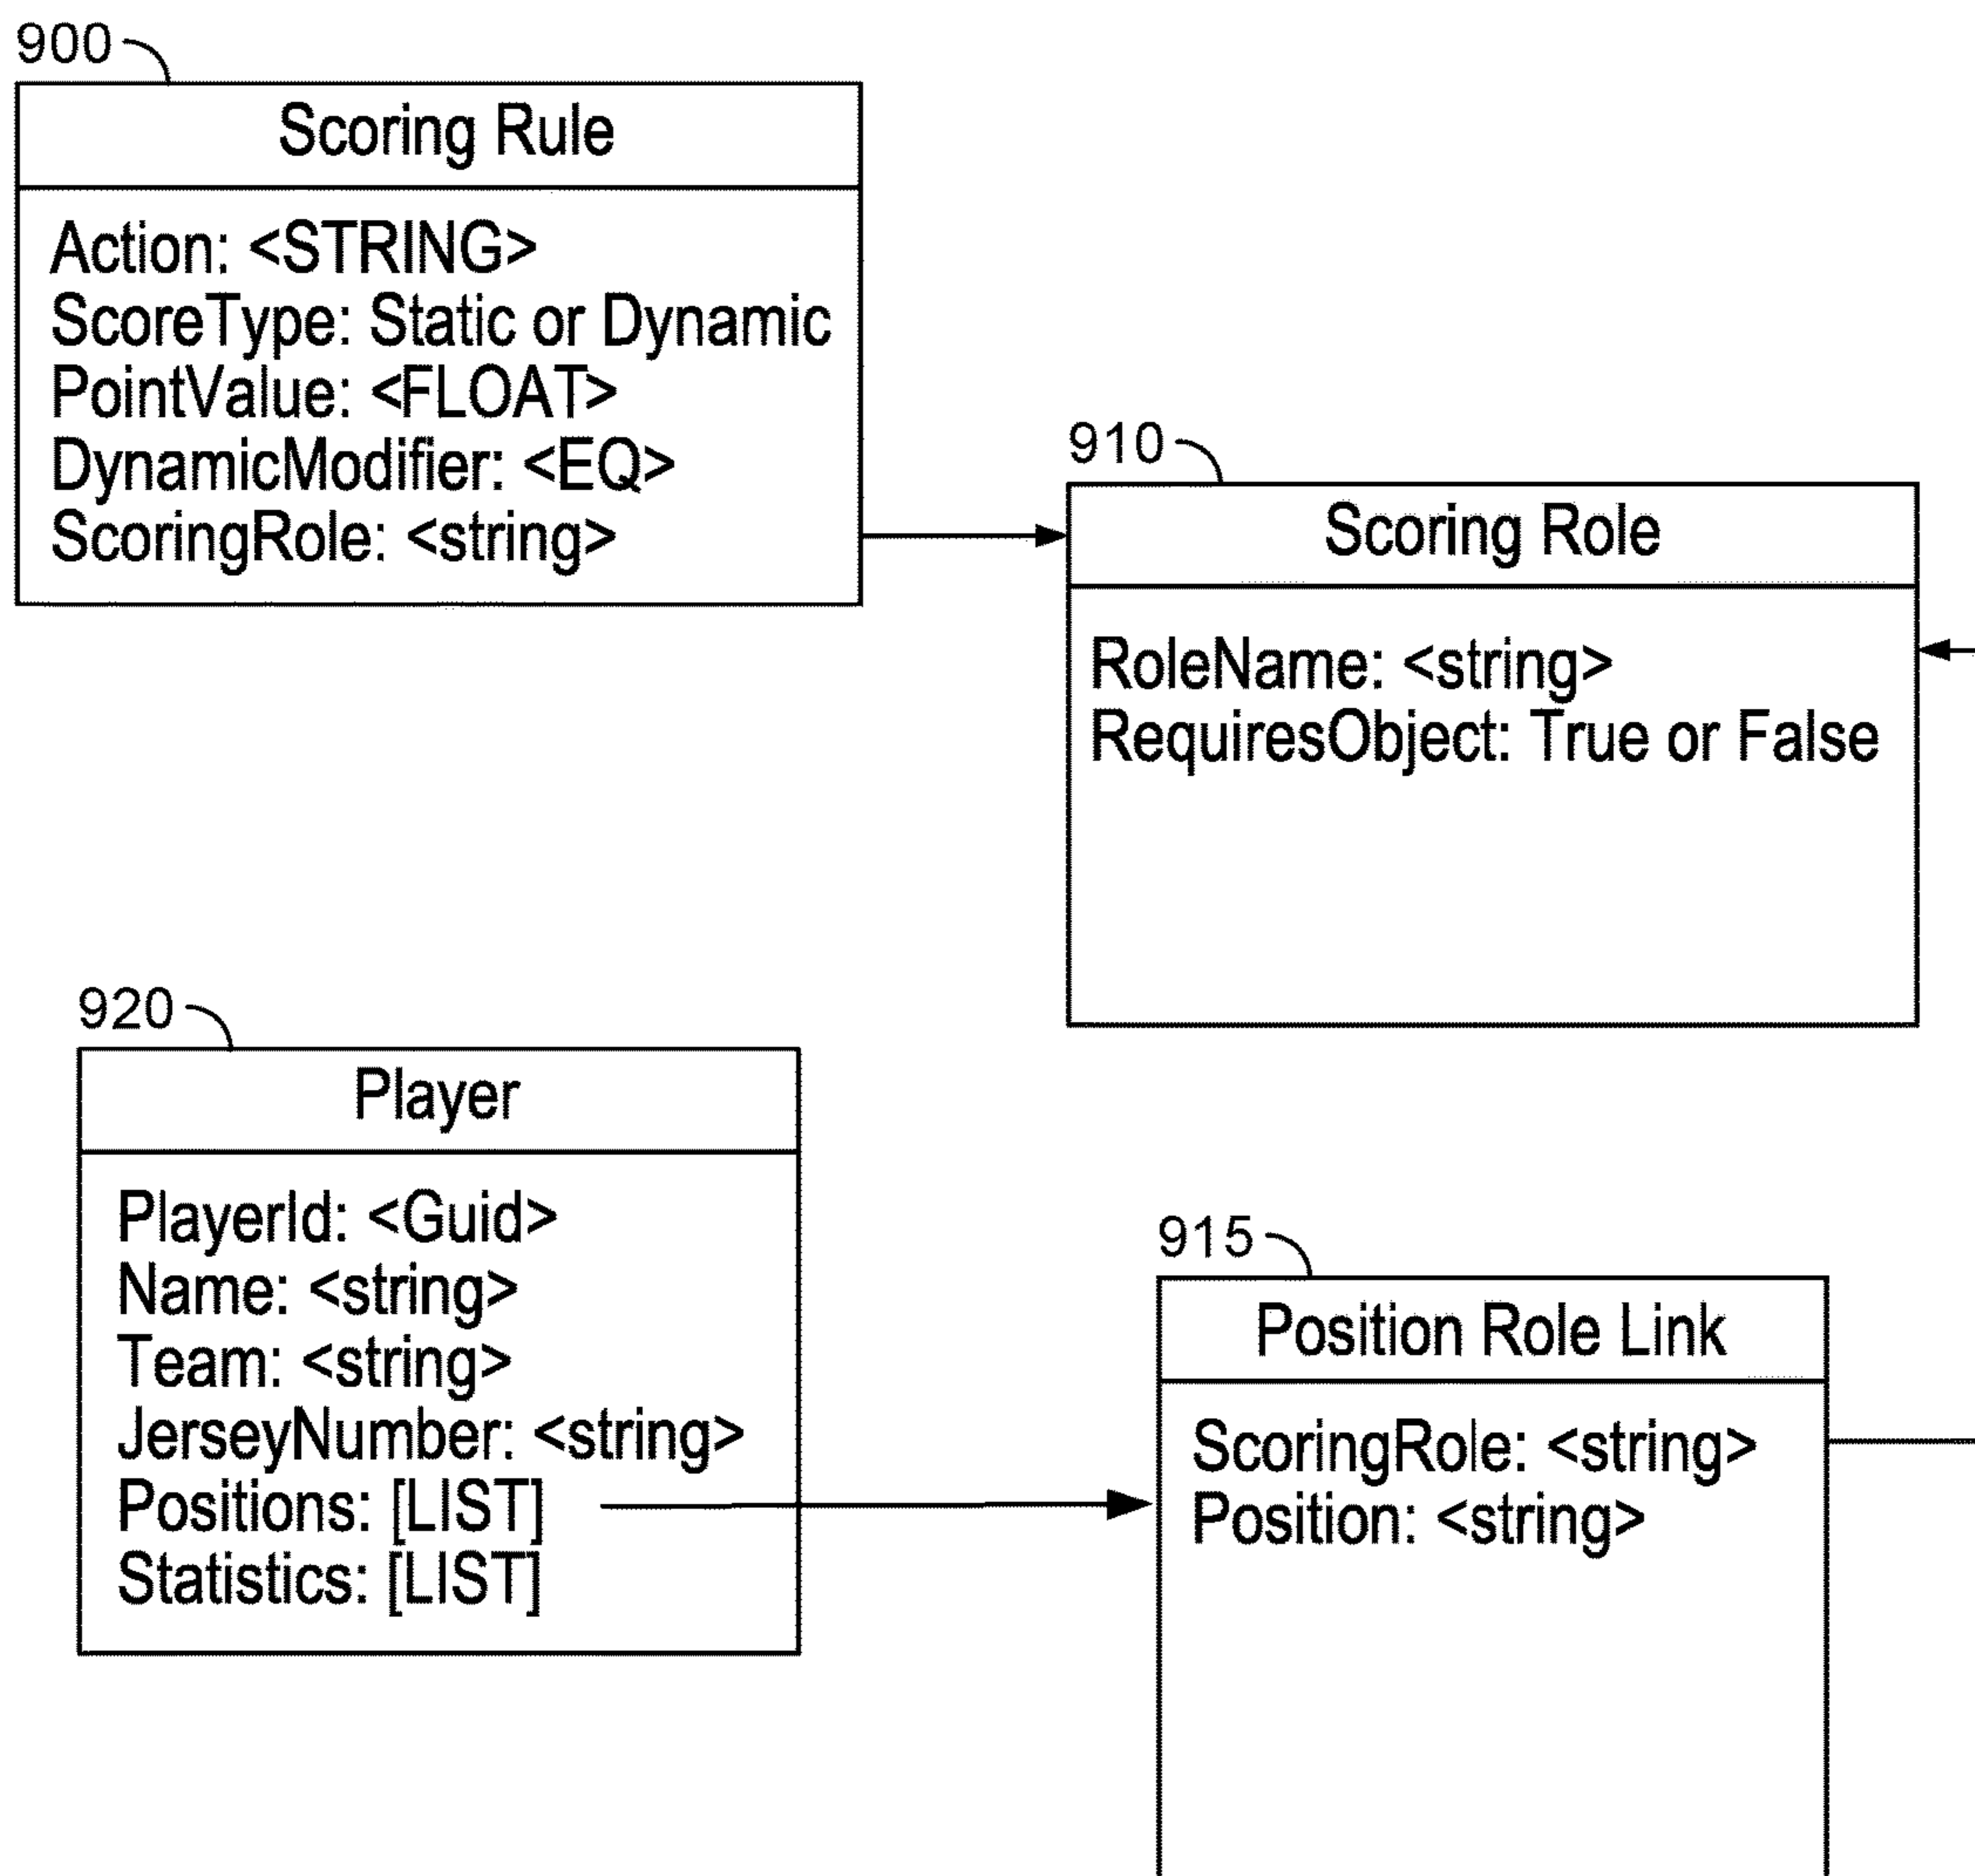 900
Scoring Rule
Action: <STRING>
ScoreType: Static or Dynamic
PointValue: <FLOAT>
DynamicModifier: <EQ>
ScoringRole: <string>
910
Scoring Role
RoleName: <string>
RequiresObject: True or False
920
Player
PlayerId: <Guid>
Name: <string>
Team: <string>
JerseyNumber: <string>
Positions: [LIST]
Statistics: [LIST]
915
Position Role Link
ScoringRole: <string>
Position: <string>